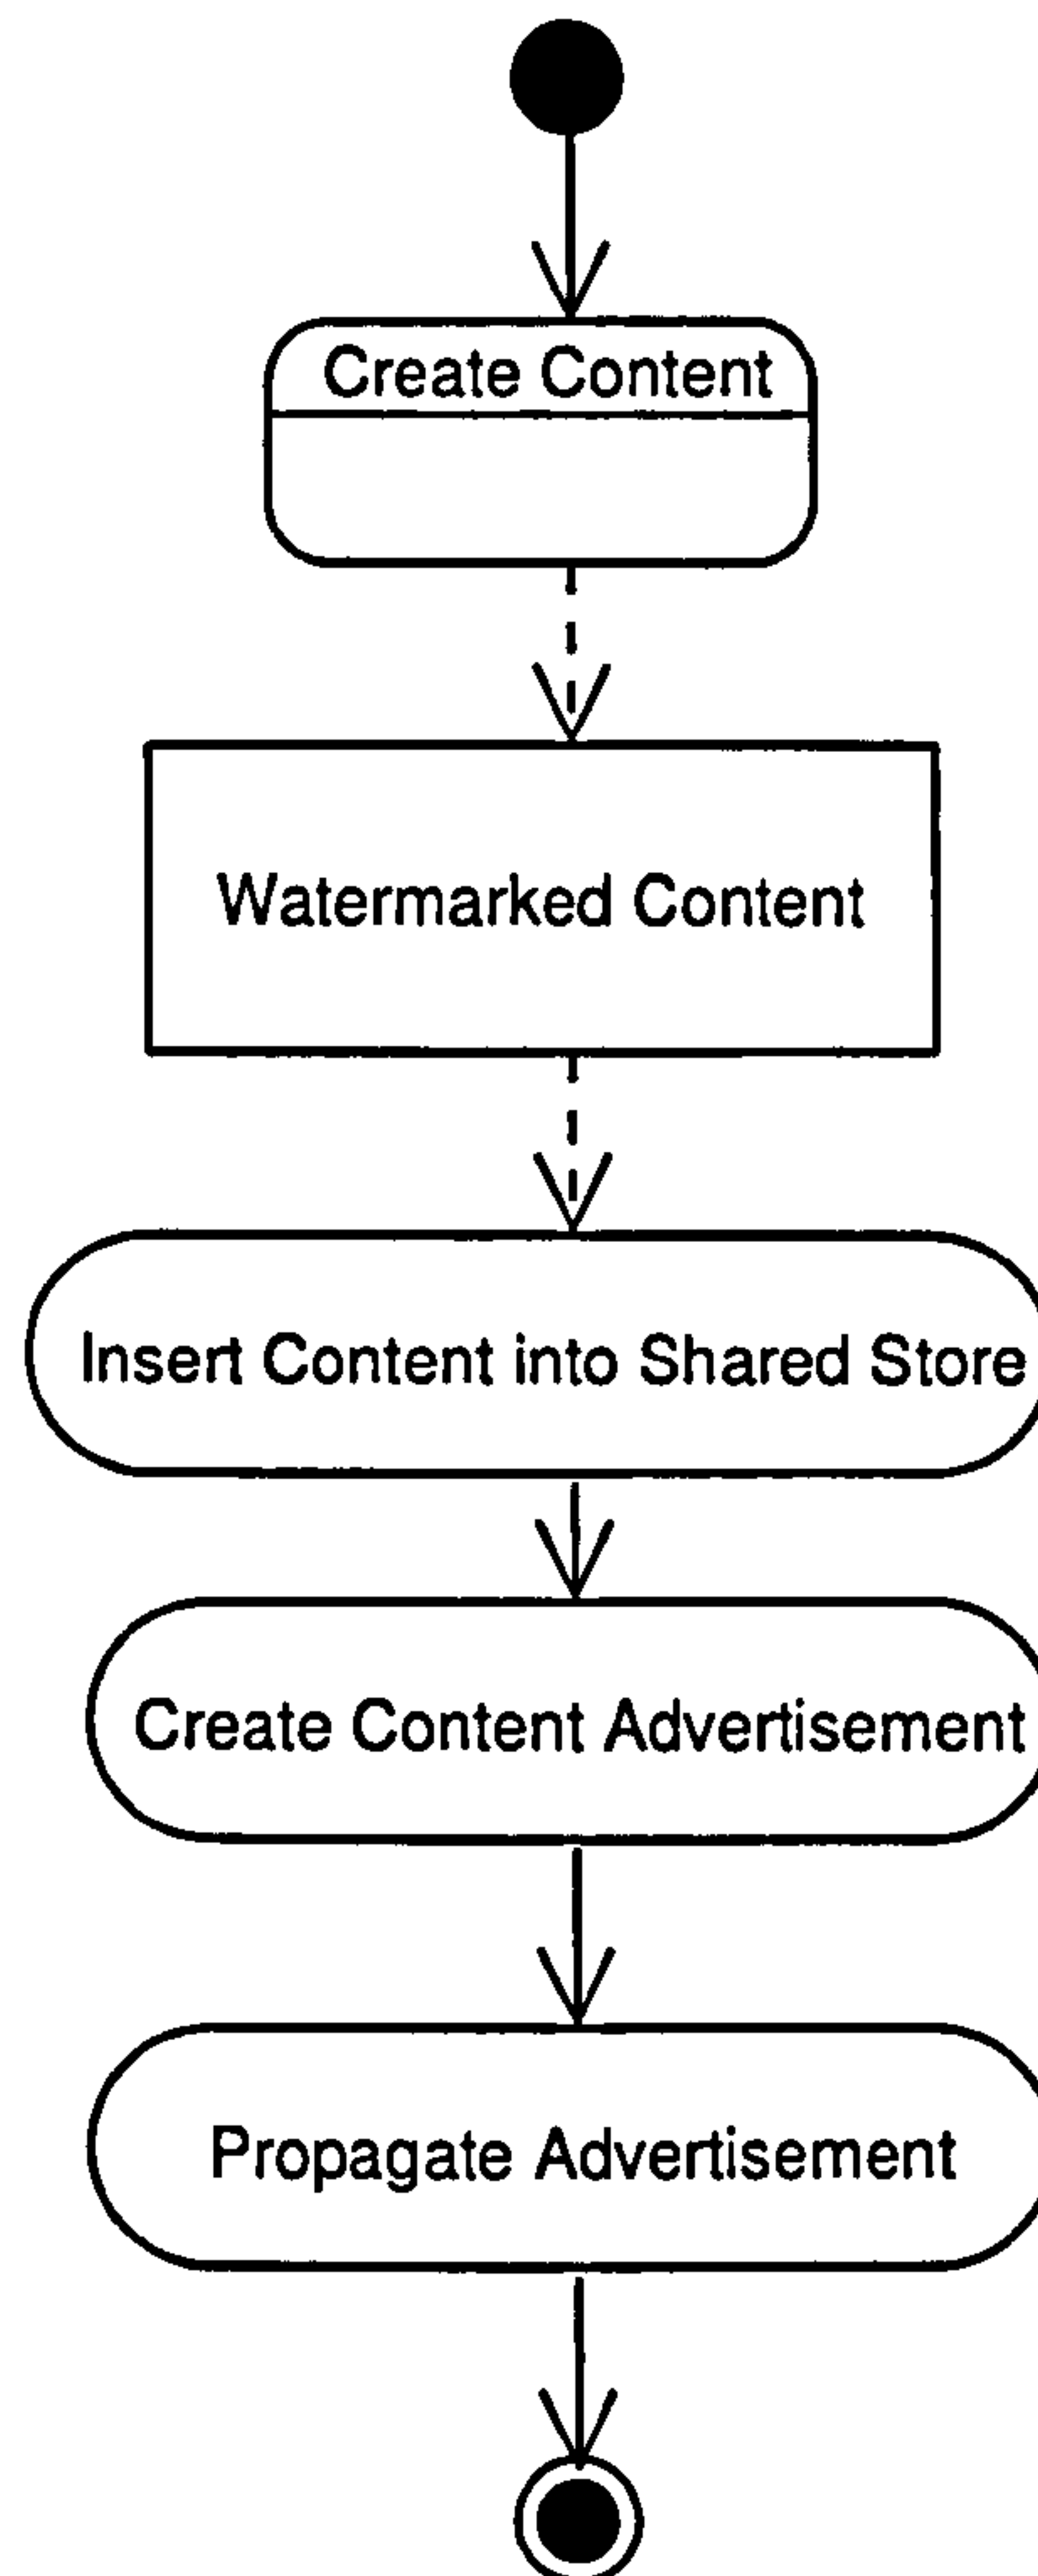 Create Content
Watermarked Content
Insert Content into Shared Store
Create Content Advertisement
Propagate Advertisement